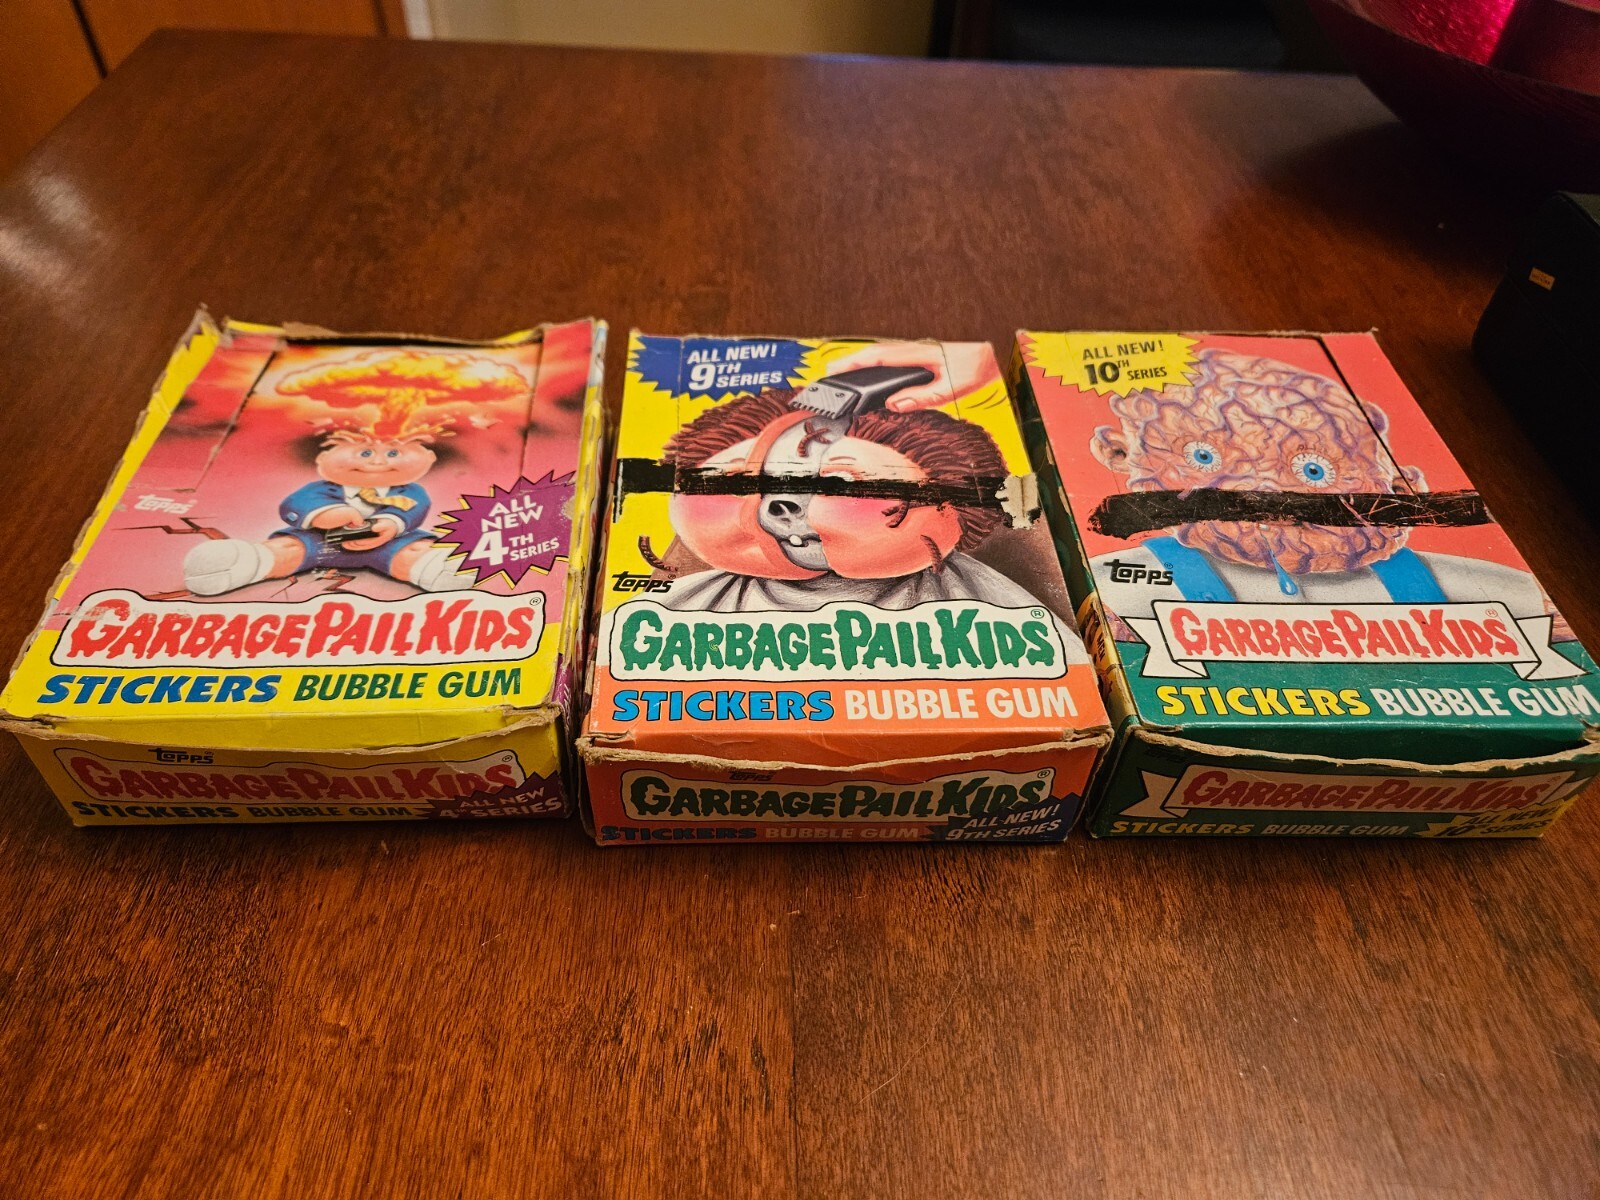 ALL NEW 4TH SERIES
topps
GARBAGE PAIL KIDS®
STICKERS BUBBLE GUM
topps
GARBAGE PAIL KIDS®
STICKERS BUBBLE GUM
ALL NEW
4TH SERIES
ALL NEW!
9TH SERIES
topps®
GARBAGE PAIL KIDS®
STICKERS BUBBLE GUM
topps
GARBAGE PAIL KIDS®
STICKERS BUBBLE GUM
ALL NEW!
9TH SERIES
ALL NEW!
10TH SERIES
topps®
GARBAGE PAIL KIDS®
STICKERS BUBBLE GUM
GARBAGE PAIL KIDS
STICKERS BUBBLE GUM
ALL NEW
10TH SERIES